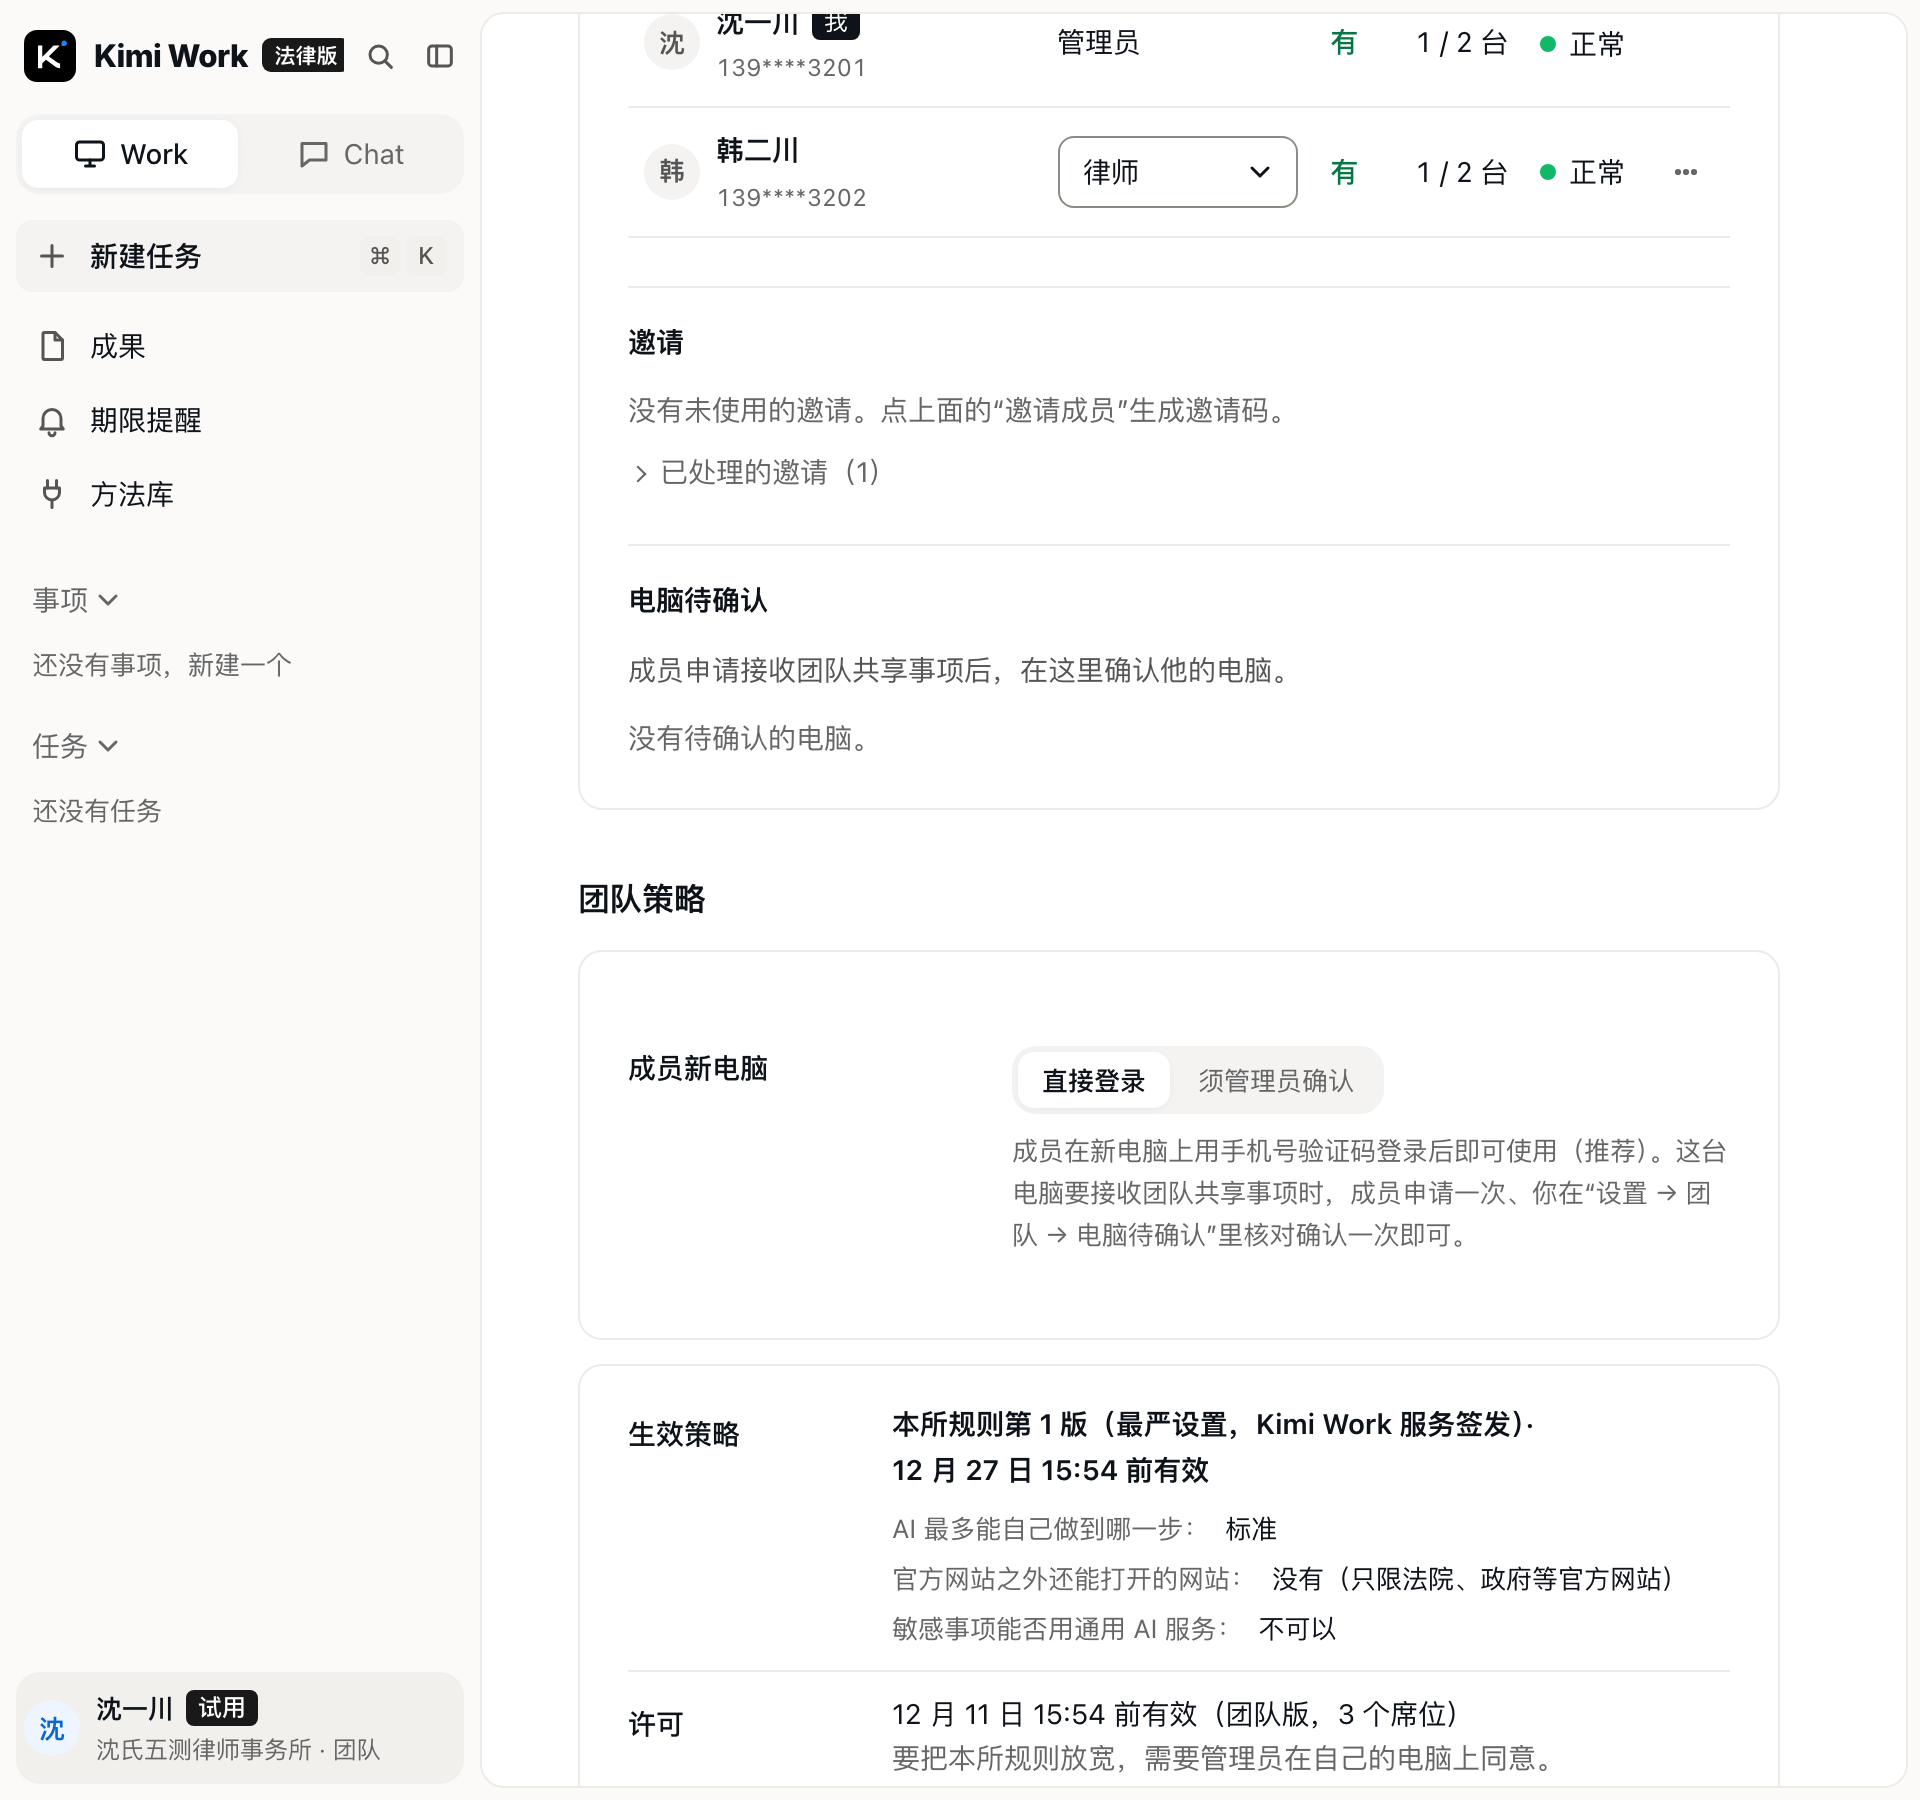 Kimi Work 法律版
Work Chat
新建任务 ⌘ K
成果
期限提醒
方法库
事项
还没有事项，新建一个
任务
还没有任务
沈 沈一川 试用
沈氏五测律师事务所 · 团队
沈 沈一川 我 管理员 有 1 / 2 台 正常
139****3201
韩 韩二川 律师 有 1 / 2 台 正常
139****3202
邀请
没有未使用的邀请。点上面的“邀请成员”生成邀请码。
已处理的邀请（1）
电脑待确认
成员申请接收团队共享事项后，在这里确认他的电脑。
没有待确认的电脑。
团队策略
成员新电脑 直接登录 须管理员确认
成员在新电脑上用手机号验证码登录后即可使用（推荐）。这台
电脑要接收团队共享事项时，成员申请一次、你在“设置 → 团
队 → 电脑待确认”里核对确认一次即可。
生效策略 本所规则第 1 版（最严设置，Kimi Work 服务签发）·
12 月 27 日 15:54 前有效
AI 最多能自己做到哪一步： 标准
官方网站之外还能打开的网站： 没有（只限法院、政府等官方网站）
敏感事项能否用通用 AI 服务： 不可以
许可 12 月 11 日 15:54 前有效（团队版，3 个席位）
要把本所规则放宽，需要管理员在自己的电脑上同意。